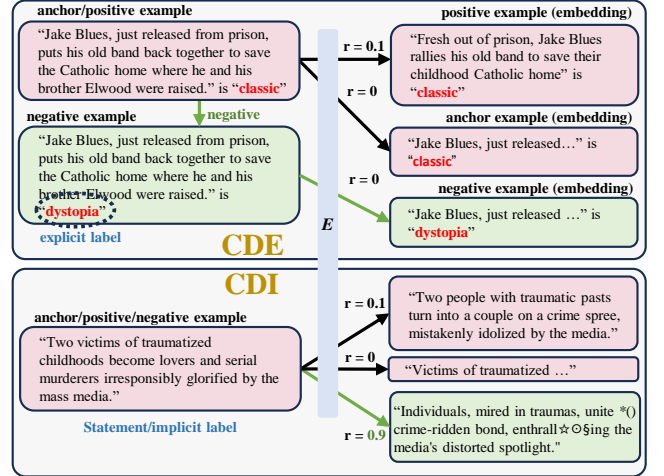 anchor/positive example
“Jake Blues, just released from prison,
puts his old band back together to save
the Catholic home where he and his
brother Elwood were raised.” is “classic”
negative
negative example
“Jake Blues, just released from prison,
puts his old band back together to save
the Catholic home where he and his
brother Elwood were raised.” is
“dystopia”
explicit label
CDE
E
r = 0.1
r = 0
r = 0
positive example (embedding)
“Fresh out of prison, Jake Blues
rallies his old band to save their
childhood Catholic home” is
“classic”
anchor example (embedding)
“Jake Blues, just released…” is
“classic”
negative example (embedding)
“Jake Blues, just released …” is
“dystopia”
CDI
anchor/positive/negative example
“Two victims of traumatized
childhoods become lovers and serial
murderers irresponsibly glorified by the
mass media.”
Statement/implicit label
r = 0.1
r = 0
r = 0.9
“Two people with traumatic pasts
turn into a couple on a crime spree,
mistakenly idolized by the media.”
“Victims of traumatized …”
“Individuals, mired in traumas, unite *()
crime-ridden bond, enthrall☆⊙§ing the
media's distorted spotlight."